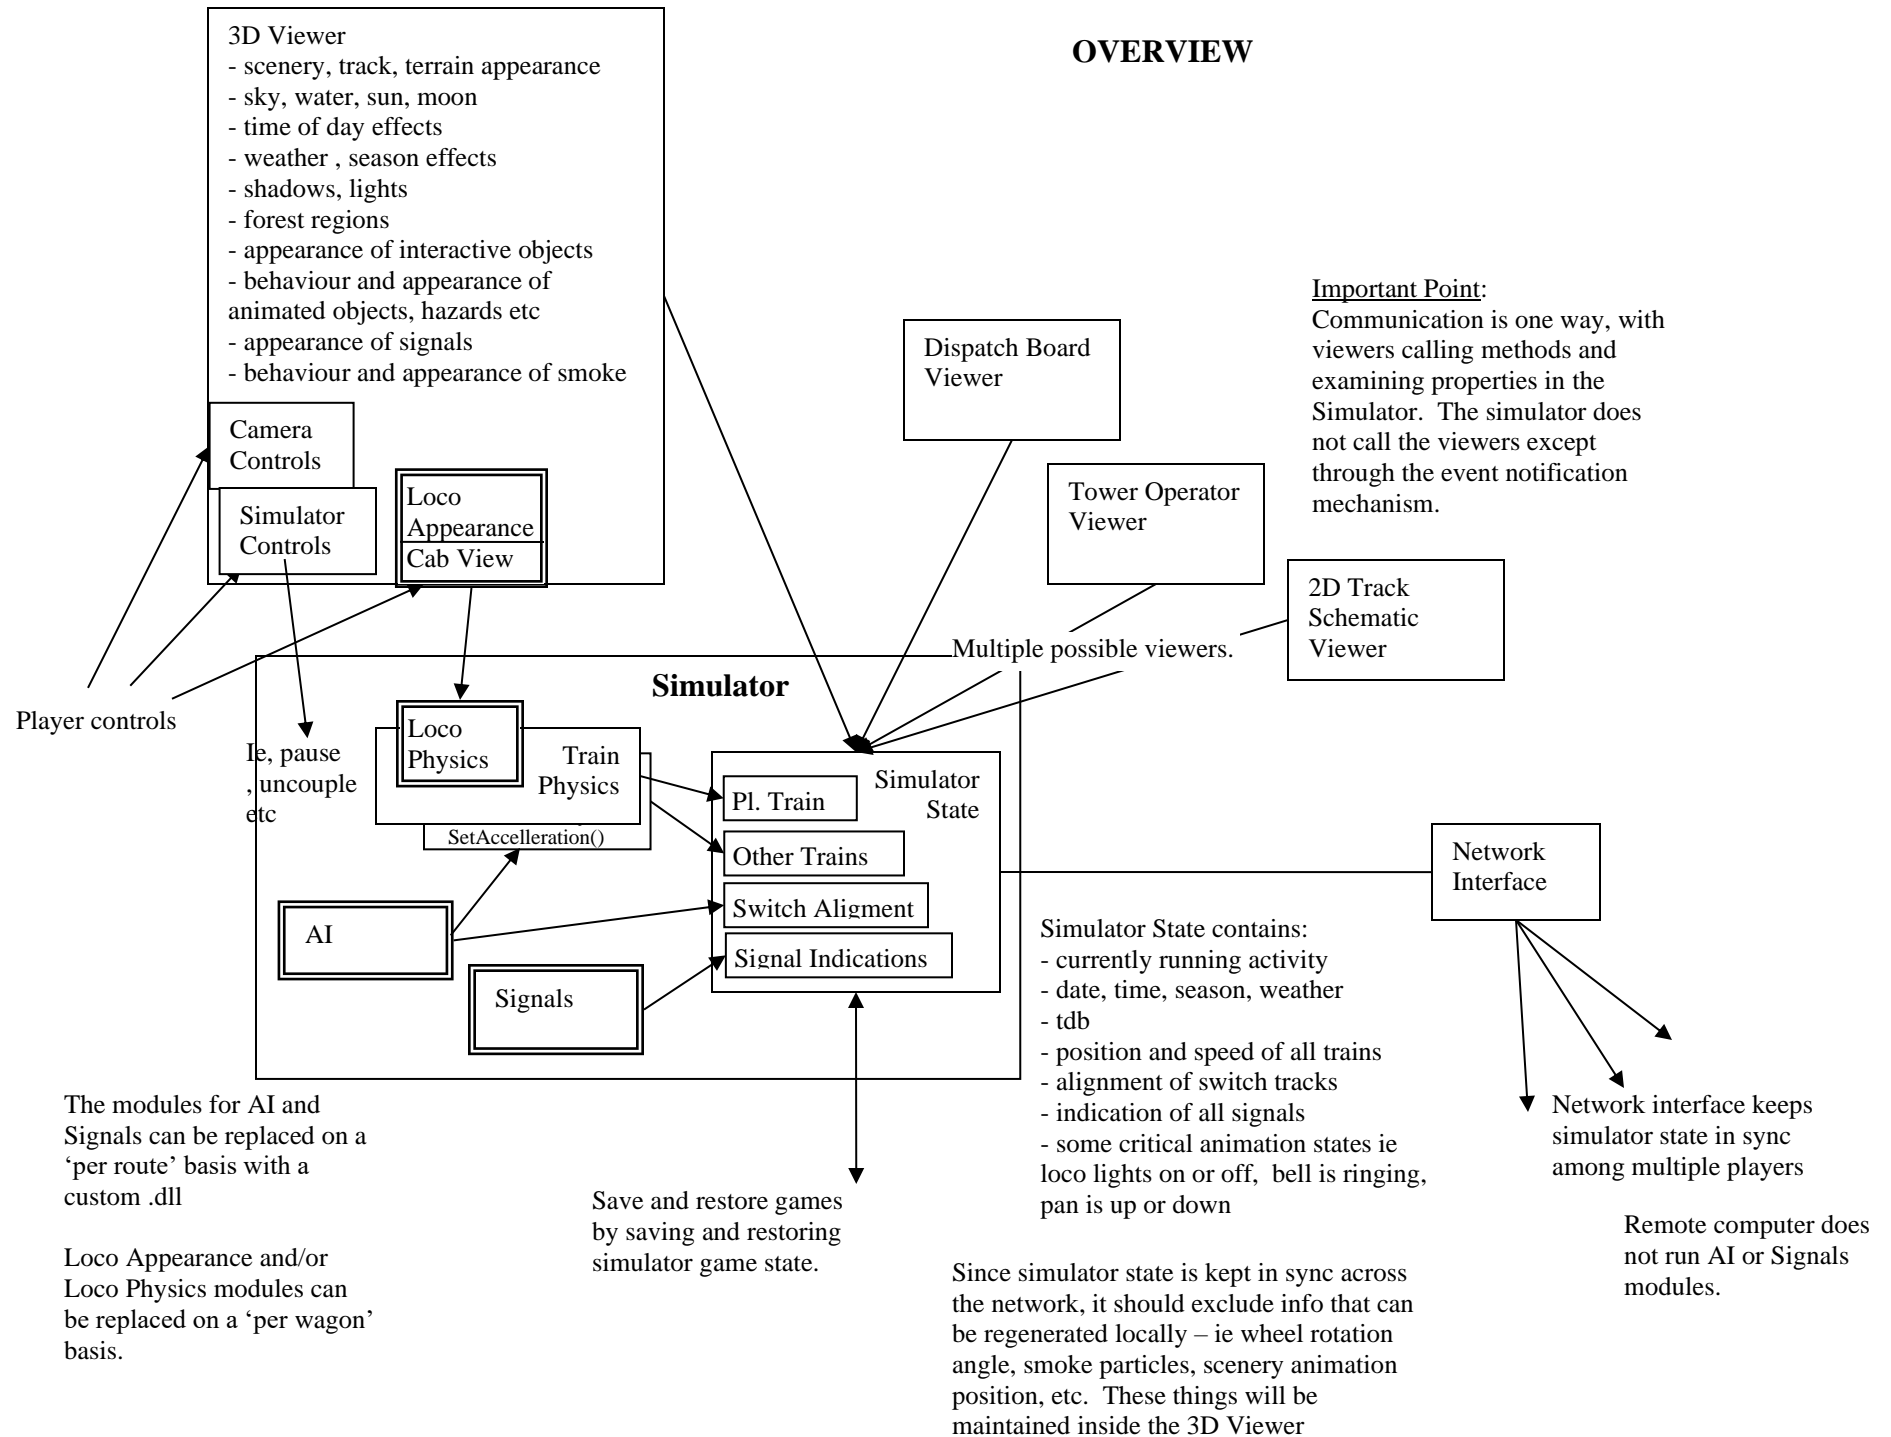 OVERVIEW
3D Viewer
- scenery, track, terrain appearance
- sky, water, sun, moon
- time of day effects
- weather , season effects
- shadows, lights
- forest regions
- appearance of interactive objects
- behaviour and appearance of
animated objects, hazards etc
- appearance of signals
- behaviour and appearance of smoke
Camera
Controls
Simulator
Controls
Loco
Appearance
Cab View
Dispatch Board
Viewer
Tower Operator
Viewer
2D Track
Schematic
Viewer
Important Point:
Communication is one way, with
viewers calling methods and
examining properties in the
Simulator.  The simulator does
not call the viewers except
through the event notification
mechanism.
Multiple possible viewers.
Player controls
Ie, pause
, uncouple
etc
Simulator
Loco
Physics
Train
Physics
SetAccelleration()
AI
Signals
Simulator
State
Pl. Train
Other Trains
Switch Aligment
Signal Indications
Network
Interface
Simulator State contains:
- currently running activity
- date, time, season, weather
- tdb
- position and speed of all trains
- alignment of switch tracks
- indication of all signals
- some critical animation states ie
loco lights on or off,  bell is ringing,
pan is up or down
Since simulator state is kept in sync across
the network, it should exclude info that can
be regenerated locally – ie wheel rotation
angle, smoke particles, scenery animation
position, etc.  These things will be
maintained inside the 3D Viewer
Network interface keeps
simulator state in sync
among multiple players
Remote computer does
not run AI or Signals
modules.
Save and restore games
by saving and restoring
simulator game state.
The modules for AI and
Signals can be replaced on a
‘per route’ basis with a
custom .dll
Loco Appearance and/or
Loco Physics modules can
be replaced on a ‘per wagon’
basis.